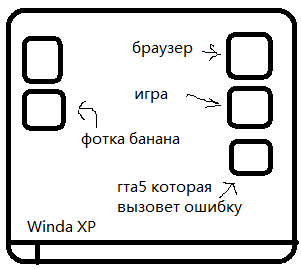 браузер
игра
фотка банана
гта5 которая
вызовет ошибку
Winda XP